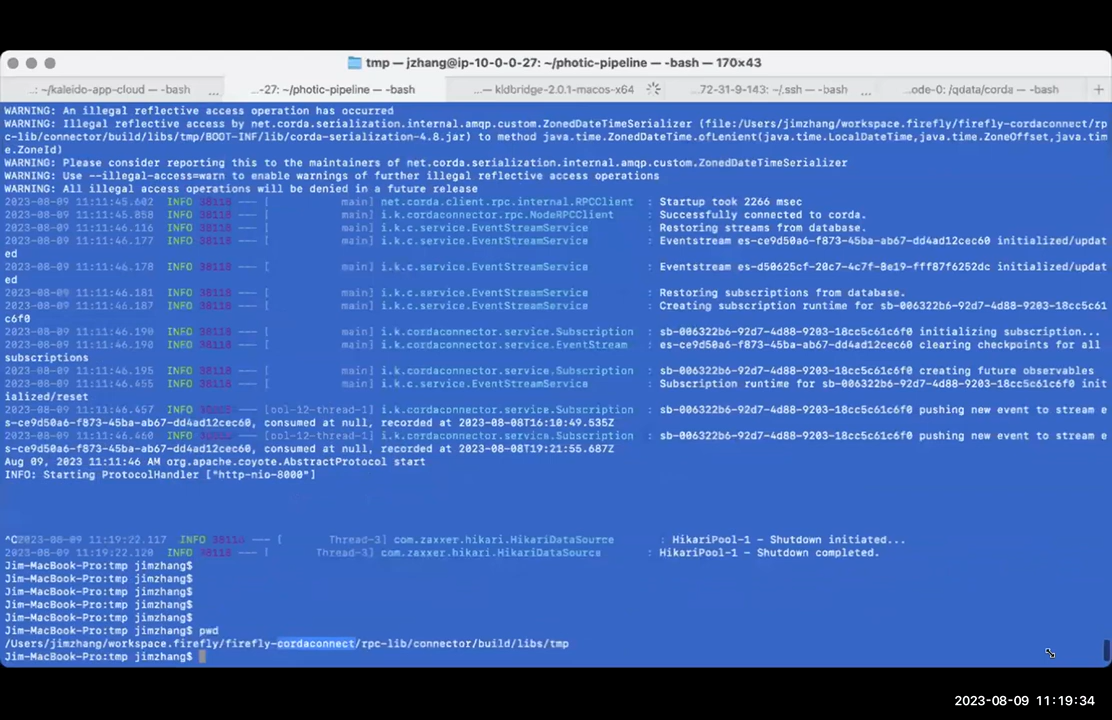 tmp — jzhang@ip-10-0-0-27: ~/photic-pipeline — -bash — 170×43
..: ~/kaleido-app-cloud — -bash ... ...-27: ~/photic-pipeline — -bash ... — kldbridge-2.0.1-macos-x64 ...72-31-9-143: ~/.ssh — -bash ... ...ode-0: /qdata/corda — -bash +
WARNING: An illegal reflective access operation has occurred
WARNING: Illegal reflective access by net.corda.serialization.internal.amqp.custom.ZonedDateTimeSerializer (file:/Users/jimzhang/workspace.firefly/firefly-cordaconnect/rp
c-lib/connector/build/libs/tmp/BOOT-INF/lib/corda-serialization-4.8.jar) to method java.time.ZonedDateTime.ofLenient(java.time.LocalDateTime,java.time.ZoneOffset,java.tim
e.ZoneId)
WARNING: Please consider reporting this to the maintainers of net.corda.serialization.internal.amqp.custom.ZonedDateTimeSerializer
WARNING: Use --illegal-access=warn to enable warnings of further illegal reflective access operations
WARNING: All illegal access operations will be denied in a future release
2023-08-09 11:11:45.602 INFO 38118 --- [ main] net.corda.client.rpc.internal.RPCClient : Startup took 2266 msec
2023-08-09 11:11:45.858 INFO 38118 --- [ main] i.k.cordaconnector.rpc.NodeRPCClient : Successfully connected to corda.
2023-08-09 11:11:46.116 INFO 38118 --- [ main] i.k.c.service.EventStreamService : Restoring streams from database.
2023-08-09 11:11:46.177 INFO 38118 --- [ main] i.k.c.service.EventStreamService : Eventstream es-ce9d50a6-f873-45ba-ab67-dd4ad12cec60 initialized/updat
ed
2023-08-09 11:11:46.178 INFO 38118 --- [ main] i.k.c.service.EventStreamService : Eventstream es-d50625cf-20c7-4c7f-8e19-fff87f6252dc initialized/updat
ed
2023-08-09 11:11:46.181 INFO 38118 --- [ main] i.k.c.service.EventStreamService : Restoring subscriptions from database.
2023-08-09 11:11:46.187 INFO 38118 --- [ main] i.k.c.service.EventStreamService : Creating subscription runtime for sb-006322b6-92d7-4d88-9203-18cc5c61
c6f0
2023-08-09 11:11:46.190 INFO 38118 --- [ main] i.k.cordaconnector.service.Subscription : sb-006322b6-92d7-4d88-9203-18cc5c61c6f0 initializing subscription...
2023-08-09 11:11:46.190 INFO 38118 --- [ main] i.k.cordaconnector.service.EventStream : es-ce9d50a6-f873-45ba-ab67-dd4ad12cec60 clearing checkpoints for all
subscriptions
2023-08-09 11:11:46.195 INFO 38118 --- [ main] i.k.cordaconnector.service.Subscription : sb-006322b6-92d7-4d88-9203-18cc5c61c6f0 creating future observables
2023-08-09 11:11:46.455 INFO 38118 --- [ main] i.k.c.service.EventStreamService : Subscription runtime for sb-006322b6-92d7-4d88-9203-18cc5c61c6f0 init
ialized/reset
2023-08-09 11:11:46.457 INFO --- [ool-12-thread-1] i.k.cordaconnector.service.Subscription : sb-006322b6-92d7-4d88-9203-18cc5c61c6f0 pushing new event to stream e
s-ce9d50a6-f873-45ba-ab67-dd4ad12cec60, consumed at null, recorded at 2023-08-08T16:10:49.535Z
2023-08-09 11:11:46.460 INFO --- [ool-12-thread-1] i.k.cordaconnector.service.Subscription : sb-006322b6-92d7-4d88-9203-18cc5c61c6f0 pushing new event to stream e
s-ce9d50a6-f873-45ba-ab67-dd4ad12cec60, consumed at null, recorded at 2023-08-08T19:21:55.687Z
Aug 09, 2023 11:11:46 AM org.apache.coyote.AbstractProtocol start
INFO: Starting ProtocolHandler ["http-nio-8000"]
^C2023-08-09 11:19:22.117 INFO --- [ Thread-3] com.zaxxer.hikari.HikariDataSource : HikariPool-1 - Shutdown initiated...
2023-08-09 11:19:22.120 INFO 38118 --- [ Thread-3] com.zaxxer.hikari.HikariDataSource : HikariPool-1 - Shutdown completed.
Jim-MacBook-Pro:tmp jimzhang$
Jim-MacBook-Pro:tmp jimzhang$
Jim-MacBook-Pro:tmp jimzhang$
Jim-MacBook-Pro:tmp jimzhang$
Jim-MacBook-Pro:tmp jimzhang$
Jim-MacBook-Pro:tmp jimzhang$ pwd
/Users/jimzhang/workspace.firefly/firefly-cordaconnect/rpc-lib/connector/build/libs/tmp
Jim-MacBook-Pro:tmp jimzhang$
2023-08-09 11:19:34